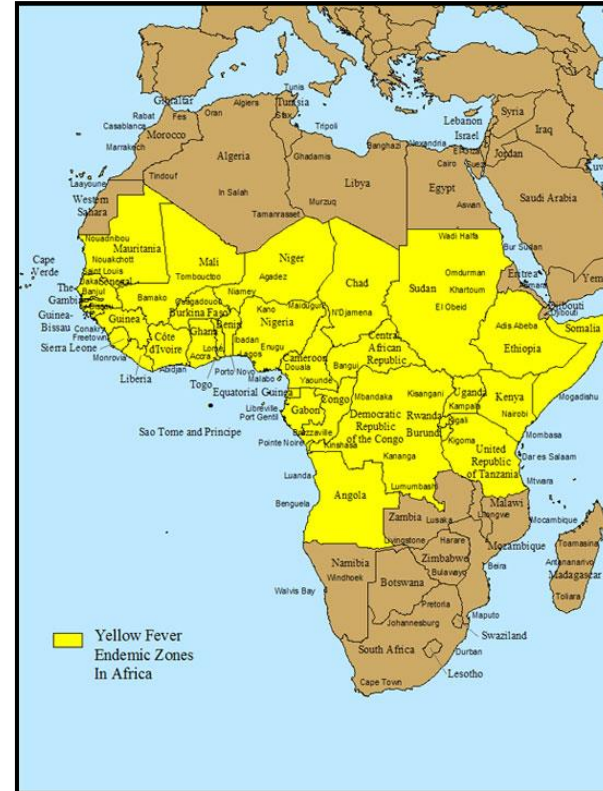 Tunis
Gibraltar
Algiers
Tunisia
Oran
Rabat
Fes
Sfax
Casablanca
Morocco
Tripoli
Marrakech
Banghazi
Alexandria
Lebanon
Syria
Israel
Iraq
Jordan
Cairo
Suez
Ghadamis
Tindouf
Algeria
Libya
Egypt
Laayoune
In Salah
Western
Sahara
Murzuq
Tamanrasset
Aswan
Saudi Arabia
Nouadnibou
Wadi Halfa
Bur Sudan
Mauritania
Mali
Niger
Cape
Verde
Nouakchott
Tombouctoo
Agadez
Chad
Sudan
Omdurman
Khartoum
Eritrea
Saint Louis
Senegal
The
Gambia
Banjul
Bamako
Niamey
El Obeid
Djibouti
Djibouti
Guinea-
Bissau
Burkina Faso
Kano
Maiduguri
N'Djamena
Guinea
Benin
Nigeria
Adis Abeba
Somalia
Conakry
Freetown
Côte
d'Ivoire
Ghana
Ibadan
Enugu
Central
African
Republic
Ethiopia
Sierra Leone
Monrovia
Lome
Lagos
Cameroon
Liberia
Abidjan
Accra
Porto Novo
Douala
Bangui
Togo
Malabo
Yaounde
Equatorial Guinea
Mogadishu
Libreville
Port Gentil
Gabon
Congo
Mbandaka
Kisangani
Uganda
Kampala
Kenya
Nairobi
Sao Tome and Principe
Democratic
Republic
of the Congo
Rwanda
Burundi
Kigali
Brazzaville
Pointe Noire
Kinshasa
Kigoma
Mombasa
Kananga
United
Republic
of Tanzania
Dar es Salaam
Luanda
Lumumbashi
Mtwara
Angola
Benguela
Malawi
Zambia
Lilongwe
Mocambique
Lusaka
Livingstone
Harare
Mozambique
Toamasina
Antananarivo
Madagascar
Namibia
Zimbabwe
Beira
Windhoek
Botswana
Bulawayo
Walvis Bay
Toliara
Pretoria
Maputo
Johannesburg
Swaziland
South Africa
Durban
Lesotho
Cape Town
Yellow Fever
Endemic Zones
In Africa